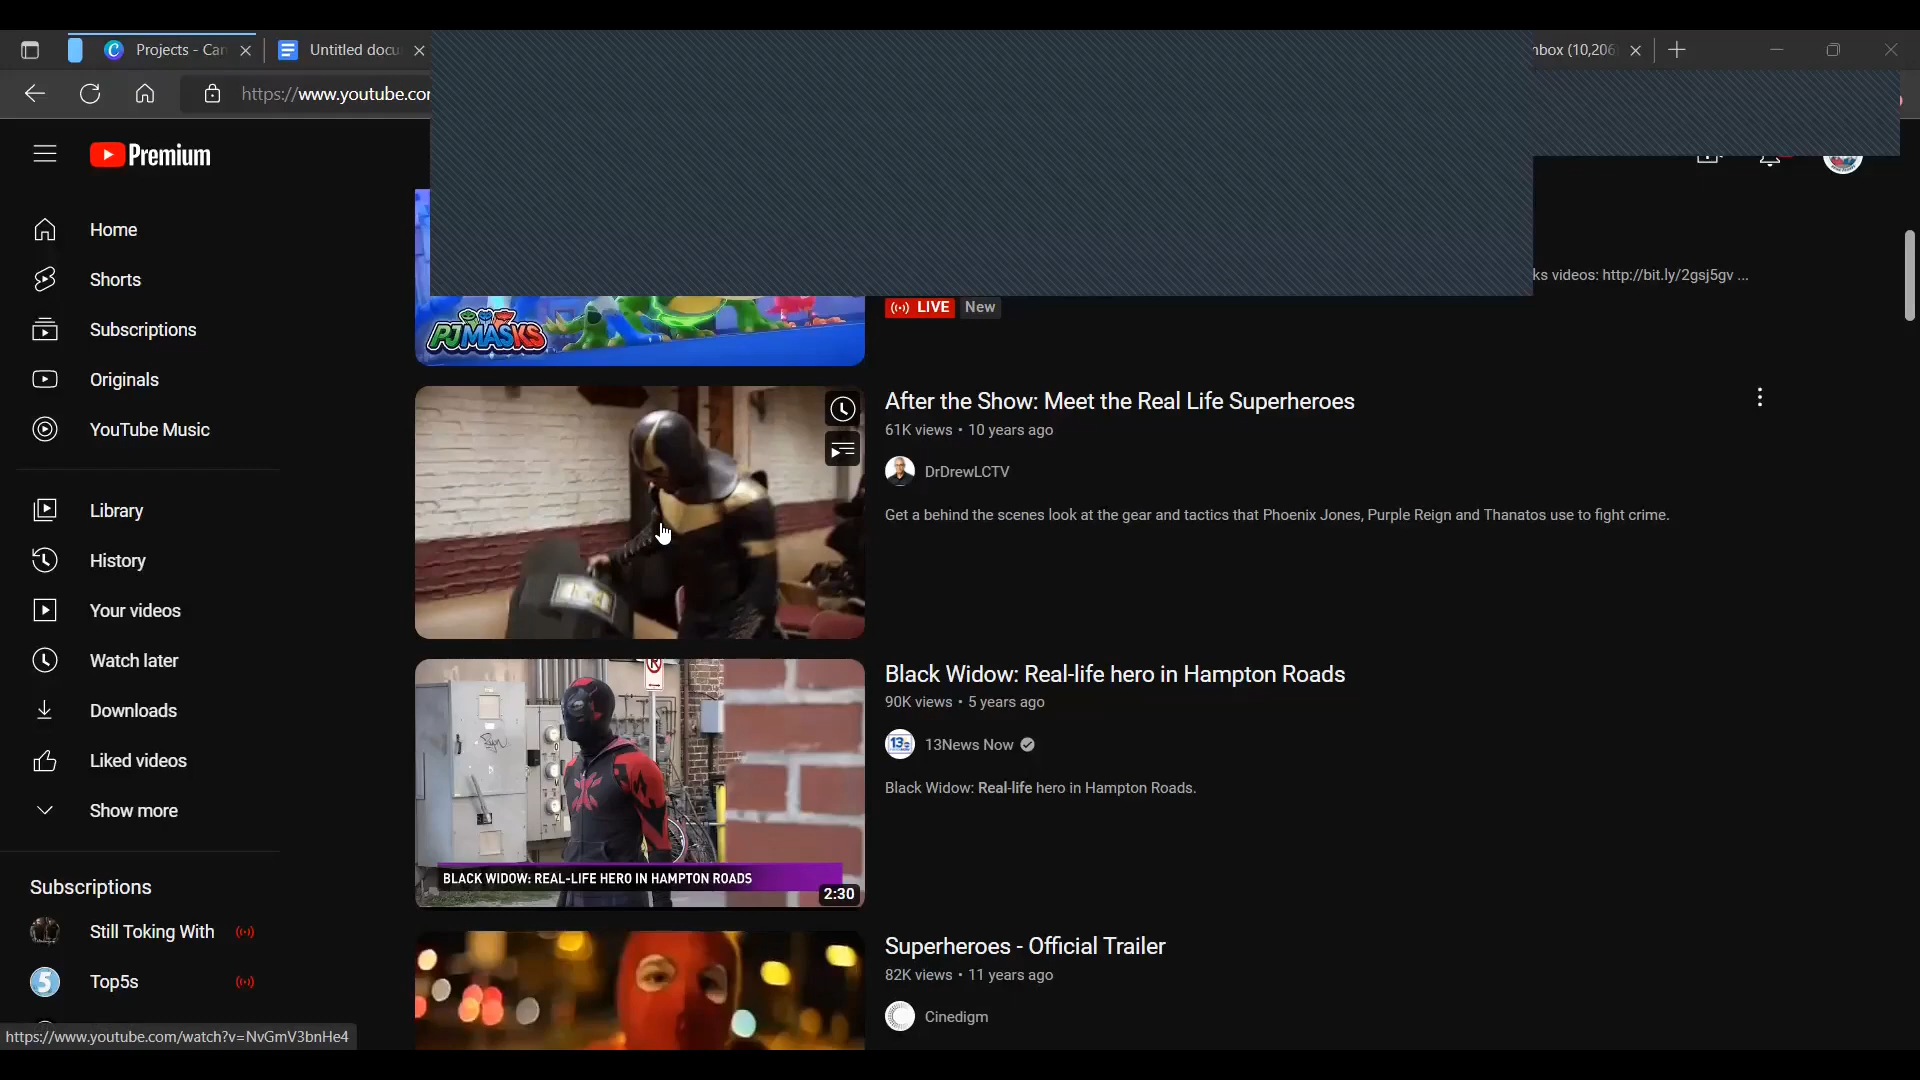 Projects - Can
Untitled docu
nbox (10,206
https://www.youtube.cor
Premium
Home
Shorts
ks videos: http://bit.ly/2gsj5gv ...
LIVE New
Subscriptions
PJ MASKS
Originals
After the Show: Meet the Real Life Superheroes
61K views • 10 years ago
YouTube Music
DrDrewLCTV
Library
Get a behind the scenes look at the gear and tactics that Phoenix Jones, Purple Reign and Thanatos use to fight crime.
History
Your videos
Watch later
Black Widow: Real-life hero in Hampton Roads
90K views • 5 years ago
Downloads
13News Now
Liked videos
Black Widow: Real-life hero in Hampton Roads.
Show more
BLACK WIDOW: REAL-LIFE HERO IN HAMPTON ROADS
2:30
Subscriptions
Still Toking With
Superheroes - Official Trailer
82K views • 11 years ago
Top5s
Cinedigm
https://www.youtube.com/watch?v=NvGmV3bnHe4